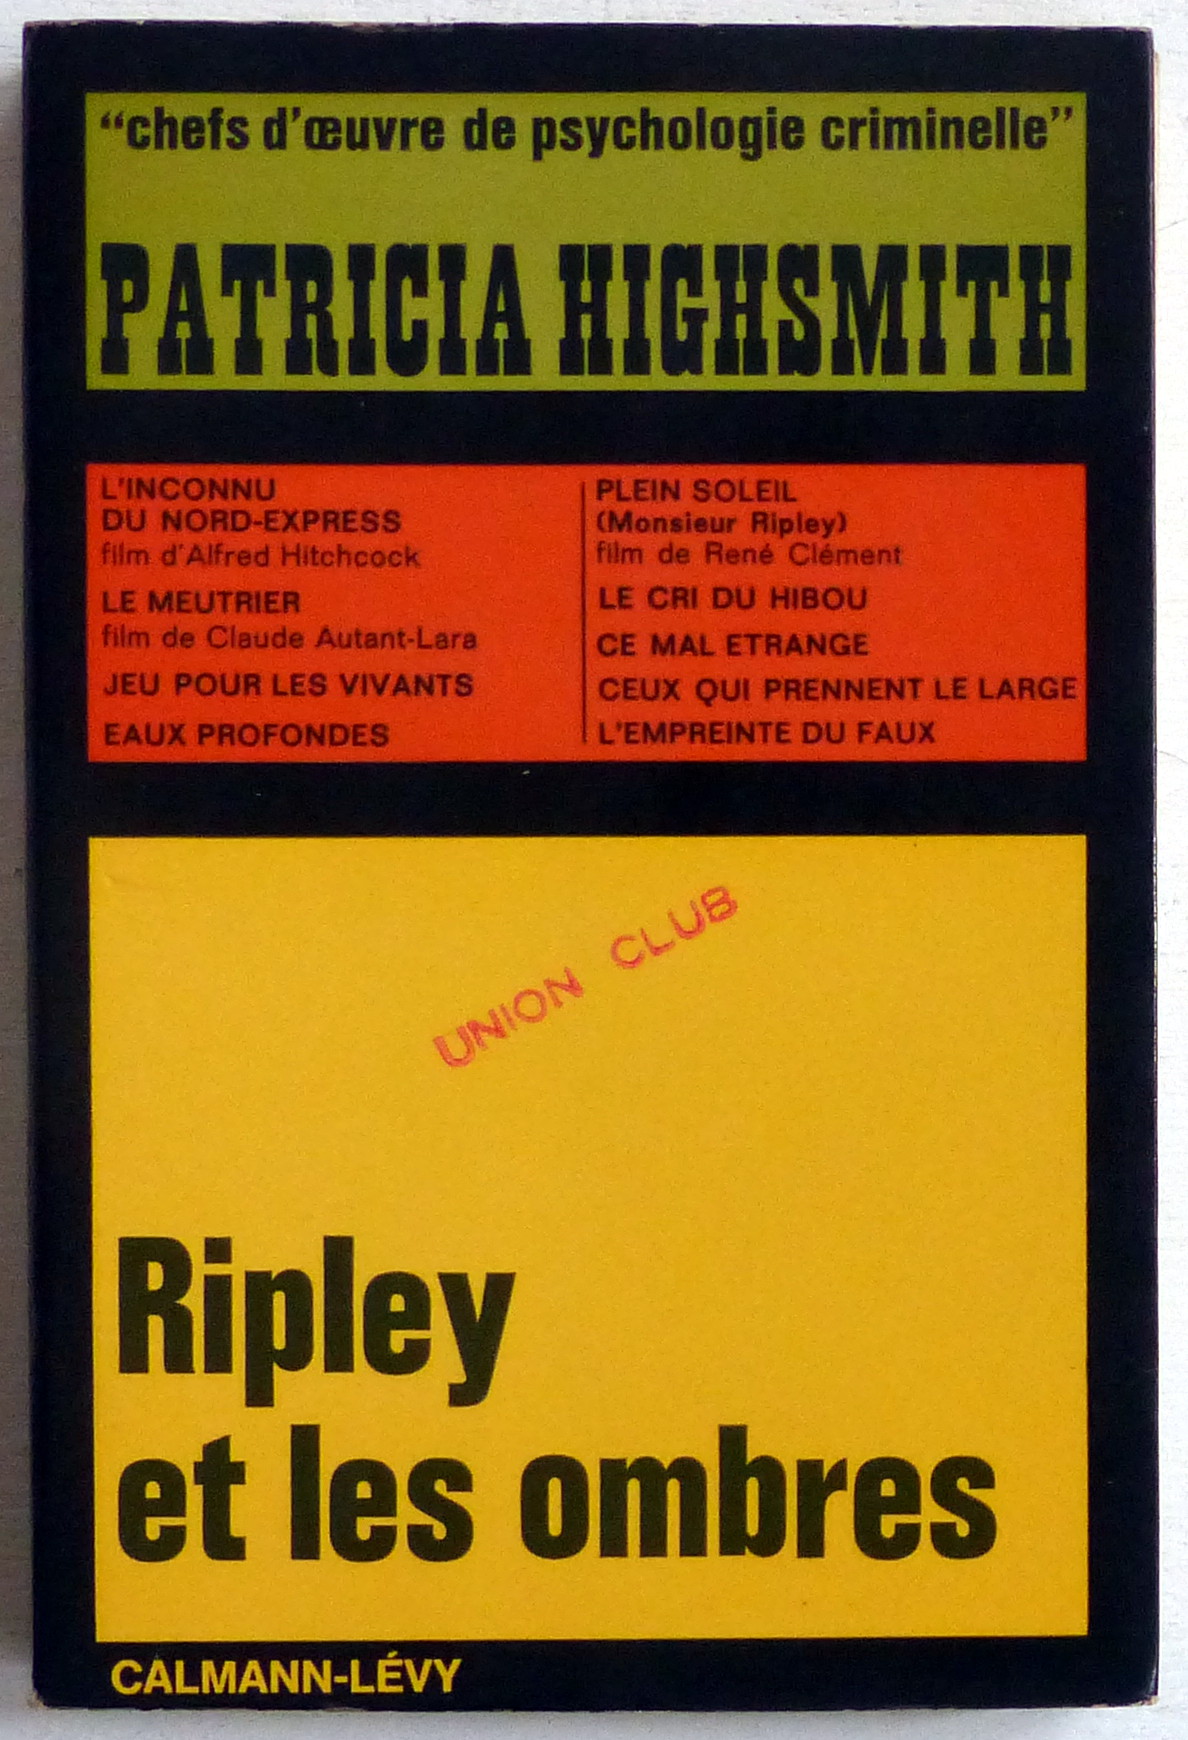 “chefs d'œuvre de psychologie criminelle”
PATRICIA HIGHSMITH
L'INCONNU
DU NORD-EXPRESS
film d'Alfred Hitchcock
LE MEUTRIER
film de Claude Autant-Lara
JEU POUR LES VIVANTS
EAUX PROFONDES
PLEIN SOLEIL
(Monsieur Ripley)
film de René Clément
LE CRI DU HIBOU
CE MAL ETRANGE
CEUX QUI PRENNENT LE LARGE
L'EMPREINTE DU FAUX
UNION CLUB
Ripley
et les ombres
CALMANN-LÉVY